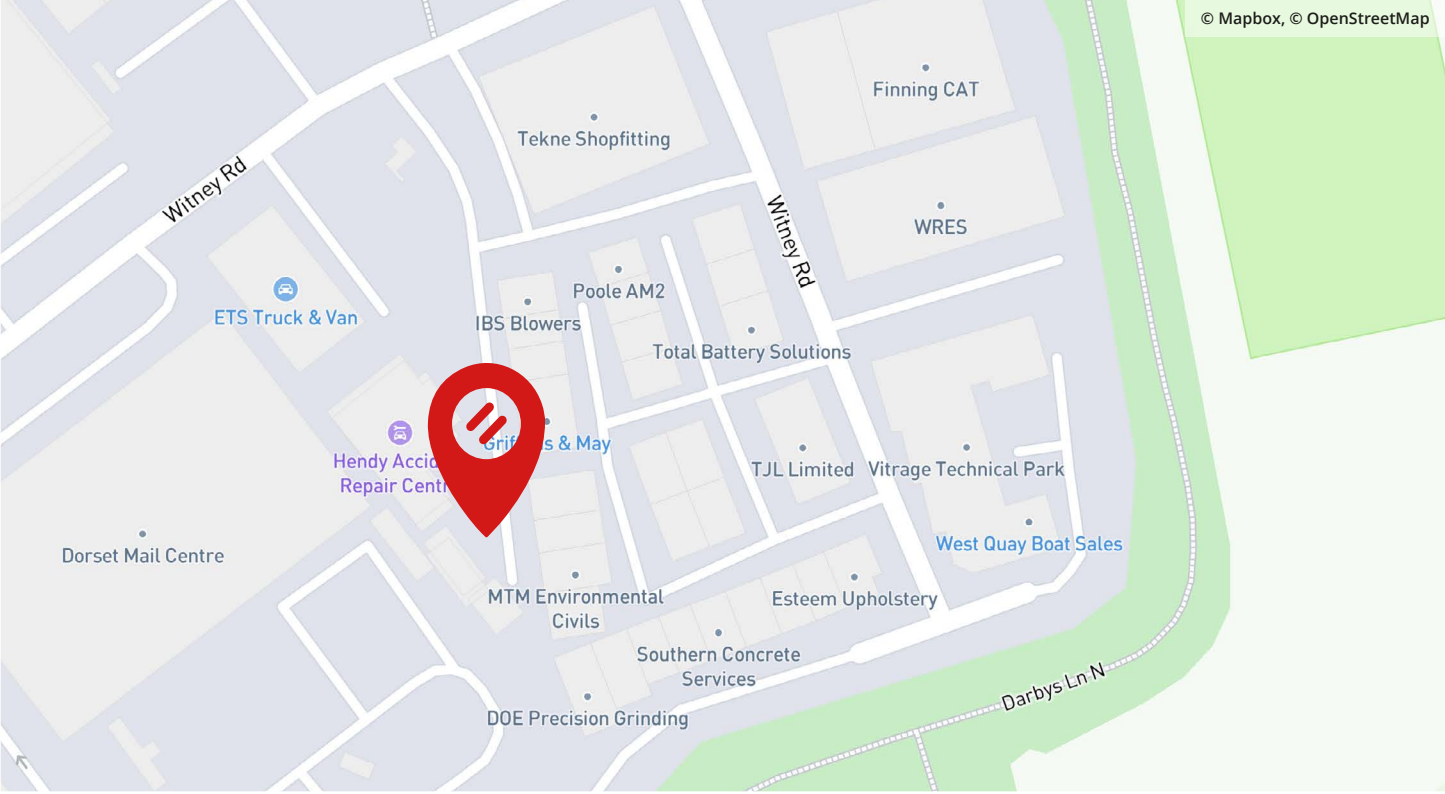 © Mapbox, © OpenStreetMap
Finning CAT
Tekne Shopfitting
Witney Rd
WRES
Witney Rd
Poole AM2
ETS Truck & Van
IBS Blowers
Total Battery Solutions
& May
Hendy
Repair
TJL Limited
Vitrage Technical Park
Dorset Mail Centre
West Quay Boat Sales
MTM Environmental
Civils
Esteem Upholstery
Southern Concrete
Services
Darbys Ln N
DOE Precision Grinding